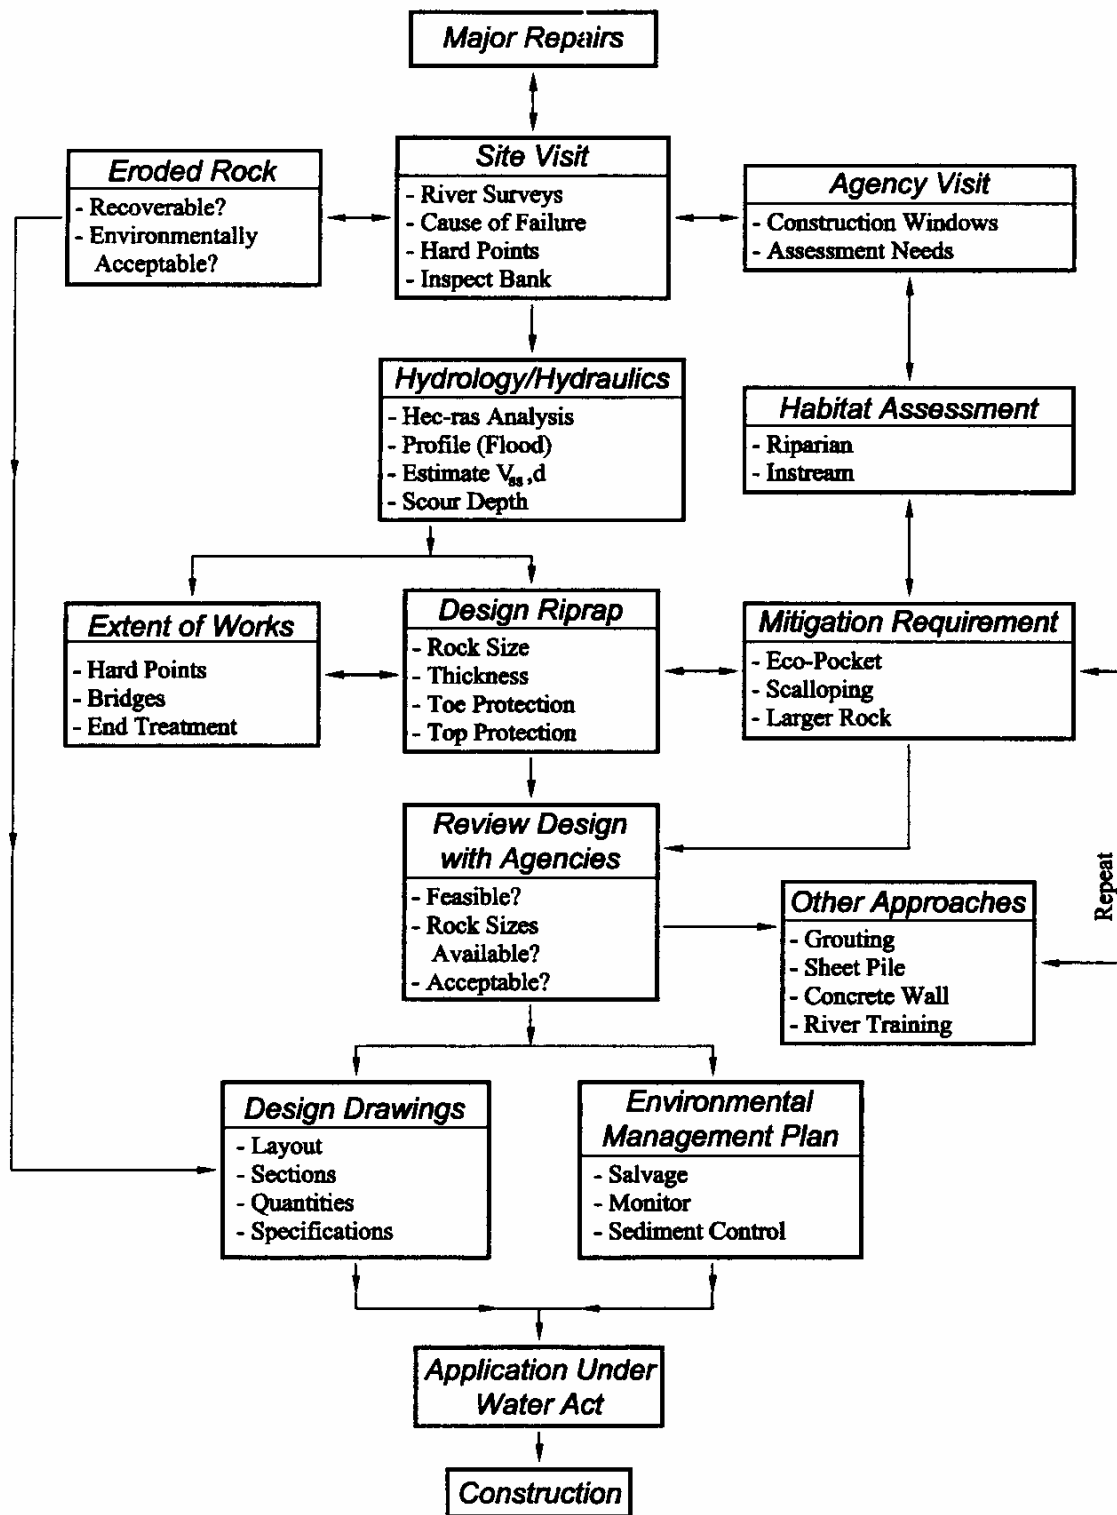 Major Repairs
Site Visit
- River Surveys
- Cause of Failure
- Hard Points
- Inspect Bank
Eroded Rock
- Recoverable?
- Environmentally
Acceptable?
Agency Visit
- Construction Windows
- Assessment Needs
Hydrology/Hydraulics
- Hec-ras Analysis
- Profile (Flood)
- Estimate Vss,d
- Scour Depth
Habitat Assessment
- Riparian
- Instream
Extent of Works
- Hard Points
- Bridges
- End Treatment
Design Riprap
- Rock Size
- Thickness
- Toe Protection
- Top Protection
Mitigation Requirement
- Eco-Pocket
- Scalloping
- Larger Rock
Review Design
with Agencies
- Feasible?
- Rock Sizes
Available?
- Acceptable?
Other Approaches
- Grouting
- Sheet Pile
- Concrete Wall
- River Training
Repeat
Design Drawings
- Layout
- Sections
- Quantities
- Specifications
Environmental
Management Plan
- Salvage
- Monitor
- Sediment Control
Application Under
Water Act
Construction